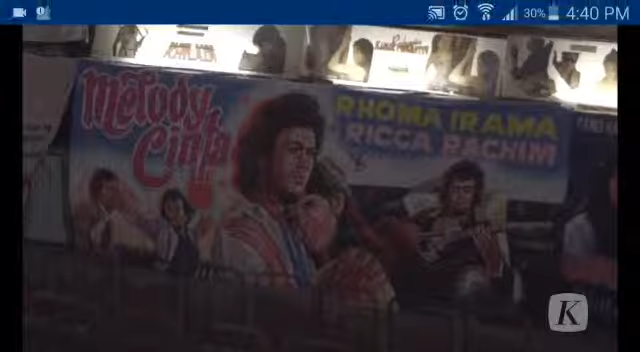 30%
4:40 PM
Melody
Cinta
RHOMA IRAMA
RICCA RACHIM
K